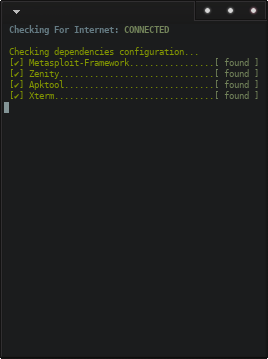 Checking For Internet: CONNECTED
Checking dependencies configuration...
[✔] Metasploit-Framework.................[ found ]
[✔] Zenity...............................[ found ]
[✔] Apktool..............................[ found ]
[✔] Xterm................................[ found ]